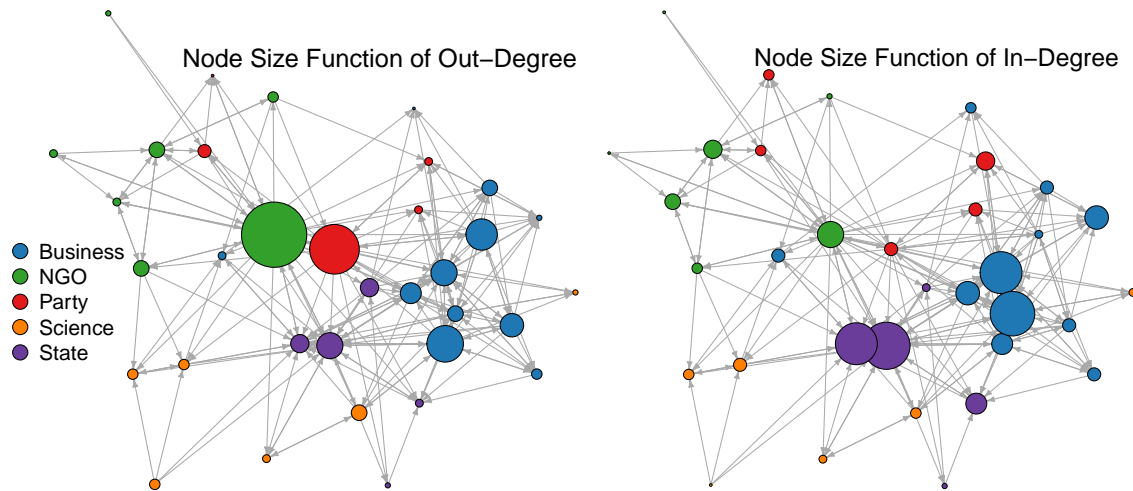 Node Size Function of Out−Degree
Node Size Function of In−Degree
Business
NGO
Party
Science
State